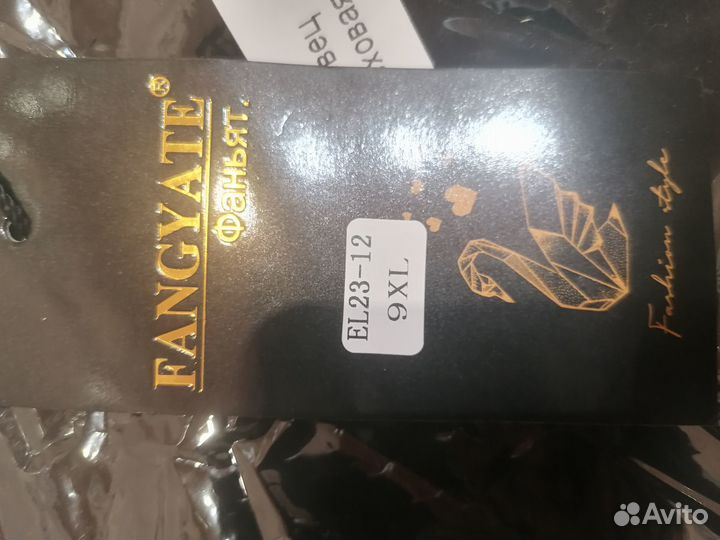 FANGYATE®
Фаньят.
EL23-12
9XL
Fashion style
Avito